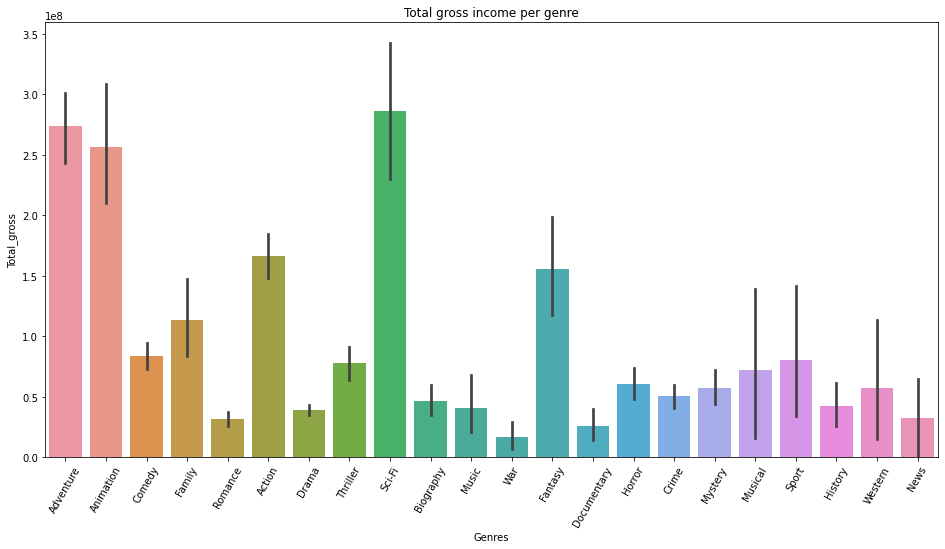 Total gross income per genre
1e8
3.5
3.0
2.5
2.0
1.5
1.0
0.5
0.0
Total_gross
Adventure
Animation
Comedy
Family
Romance
Action
Drama
Thriller
Sci-Fi
Biography
Music
War
Fantasy
Documentary
Horror
Crime
Mystery
Musical
Sport
History
Western
News
Genres